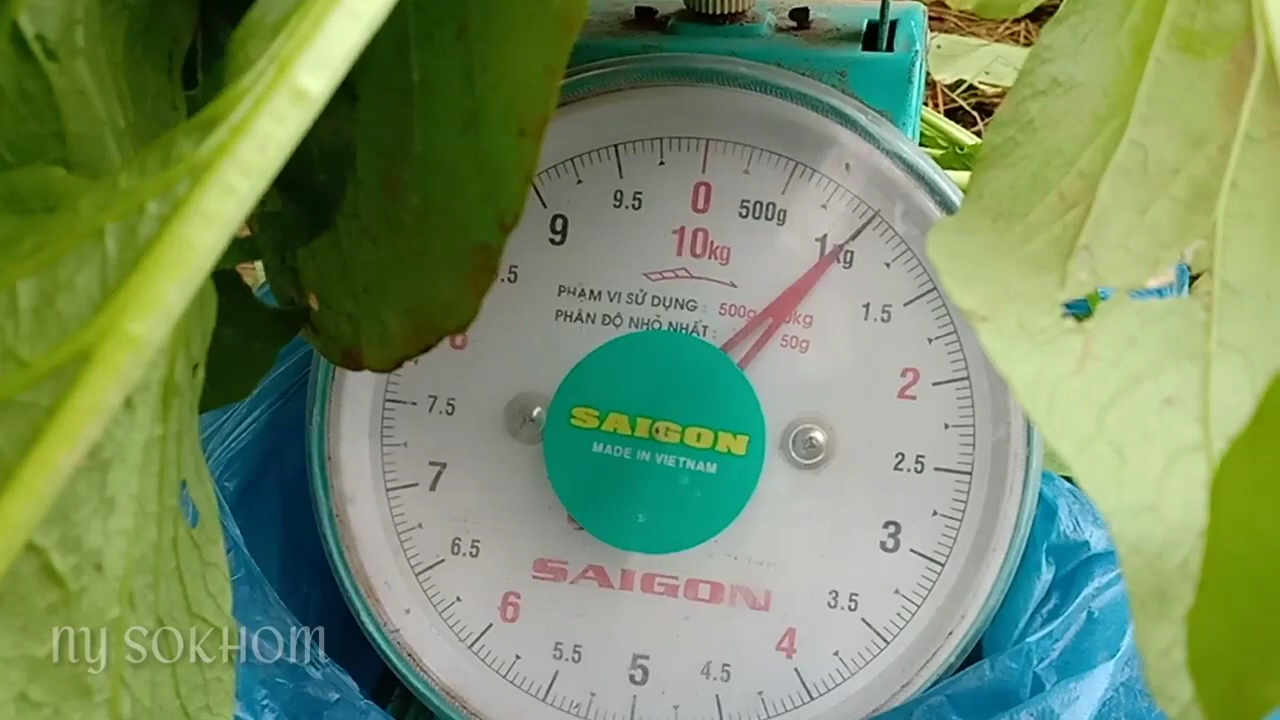 0
9.5
500g
9
10kg
1kg
.5
PHẠM VI SỬ DỤNG :
1.5
PHÂN ĐỘ NHỎ NHẤT :
50g
2
7.5
SAIGON
MADE IN VIETNAM
7
2.5
3
6.5
SAIGON
6
3.5
4
5.5
5
4.5
NY SOKHOM